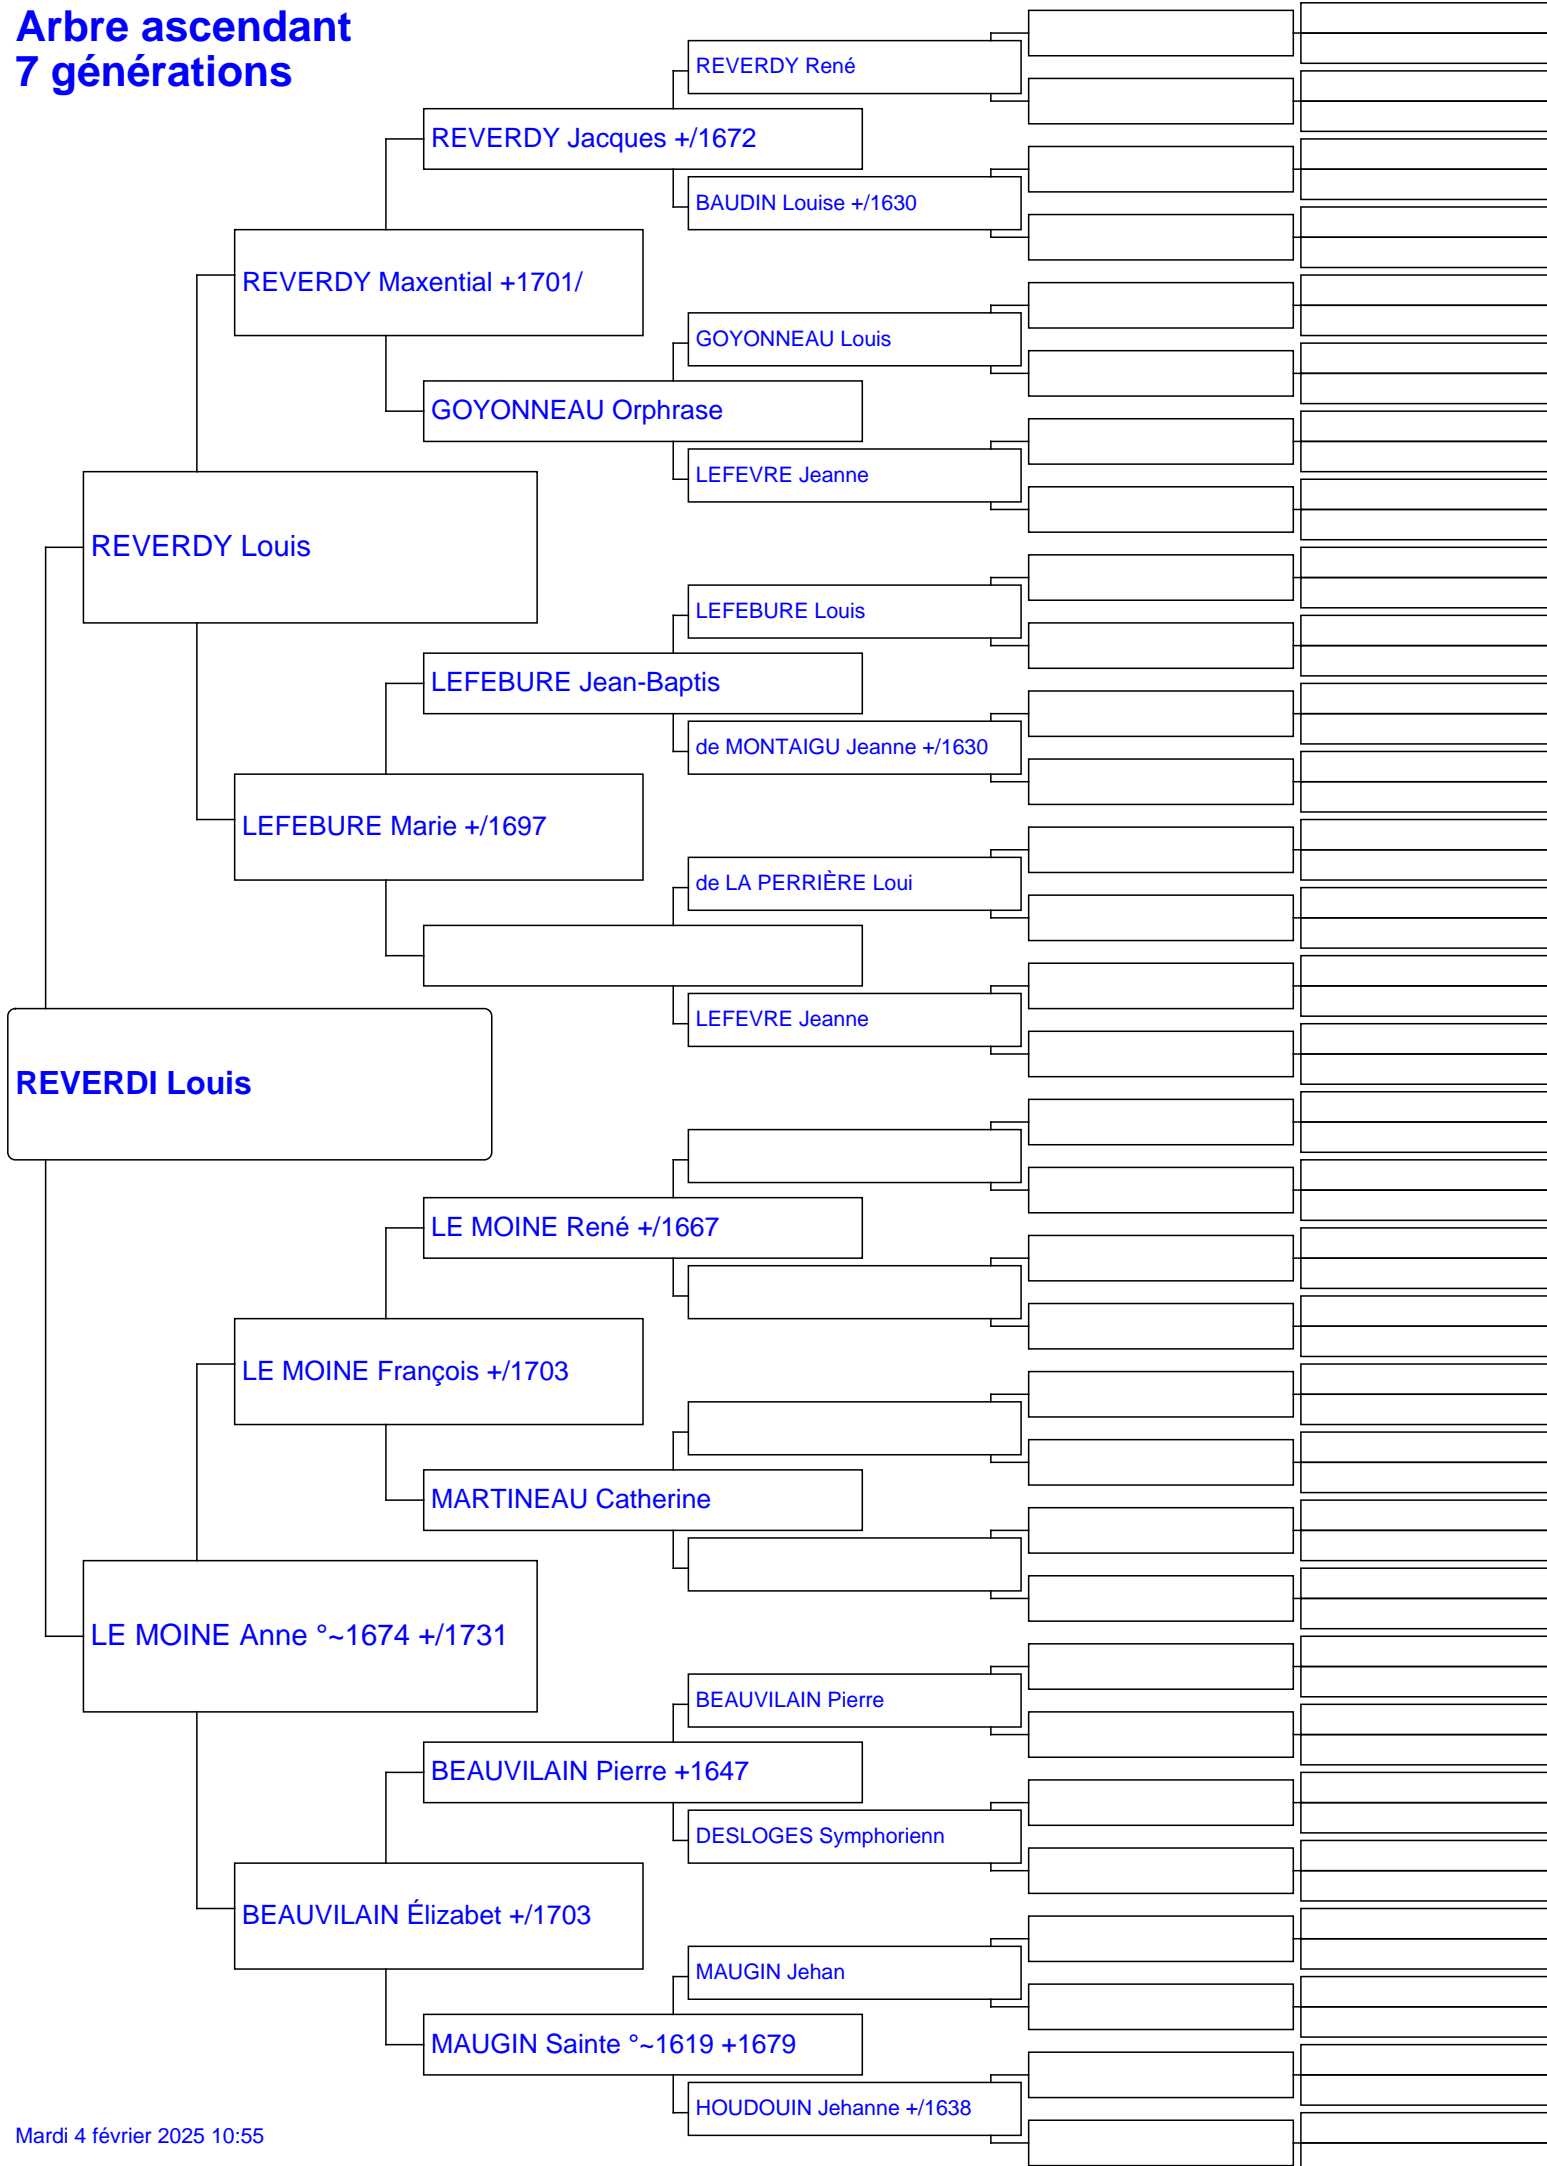 Arbre ascendant
7 générations
REVERDY René
REVERDY Jacques +/1672
BAUDIN Louise +/1630
REVERDY Maxential +1701/
GOYONNEAU Louis
GOYONNEAU Orphrase
LEFEVRE Jeanne
REVERDY Louis
LEFEBURE Louis
LEFEBURE Jean-Baptis
de MONTAIGU Jeanne +/1630
LEFEBURE Marie +/1697
de LA PERRIÈRE Loui
LEFEVRE Jeanne
REVERDI Louis
LE MOINE René +/1667
LE MOINE François +/1703
MARTINEAU Catherine
LE MOINE Anne °~1674 +/1731
BEAUVILAIN Pierre
BEAUVILAIN Pierre +1647
DESLOGES Symphorienn
BEAUVILAIN Élizabet +/1703
MAUGIN Jehan
MAUGIN Sainte °~1619 +1679
HOUDOUIN Jehanne +/1638
Mardi 4 février 2025 10:55